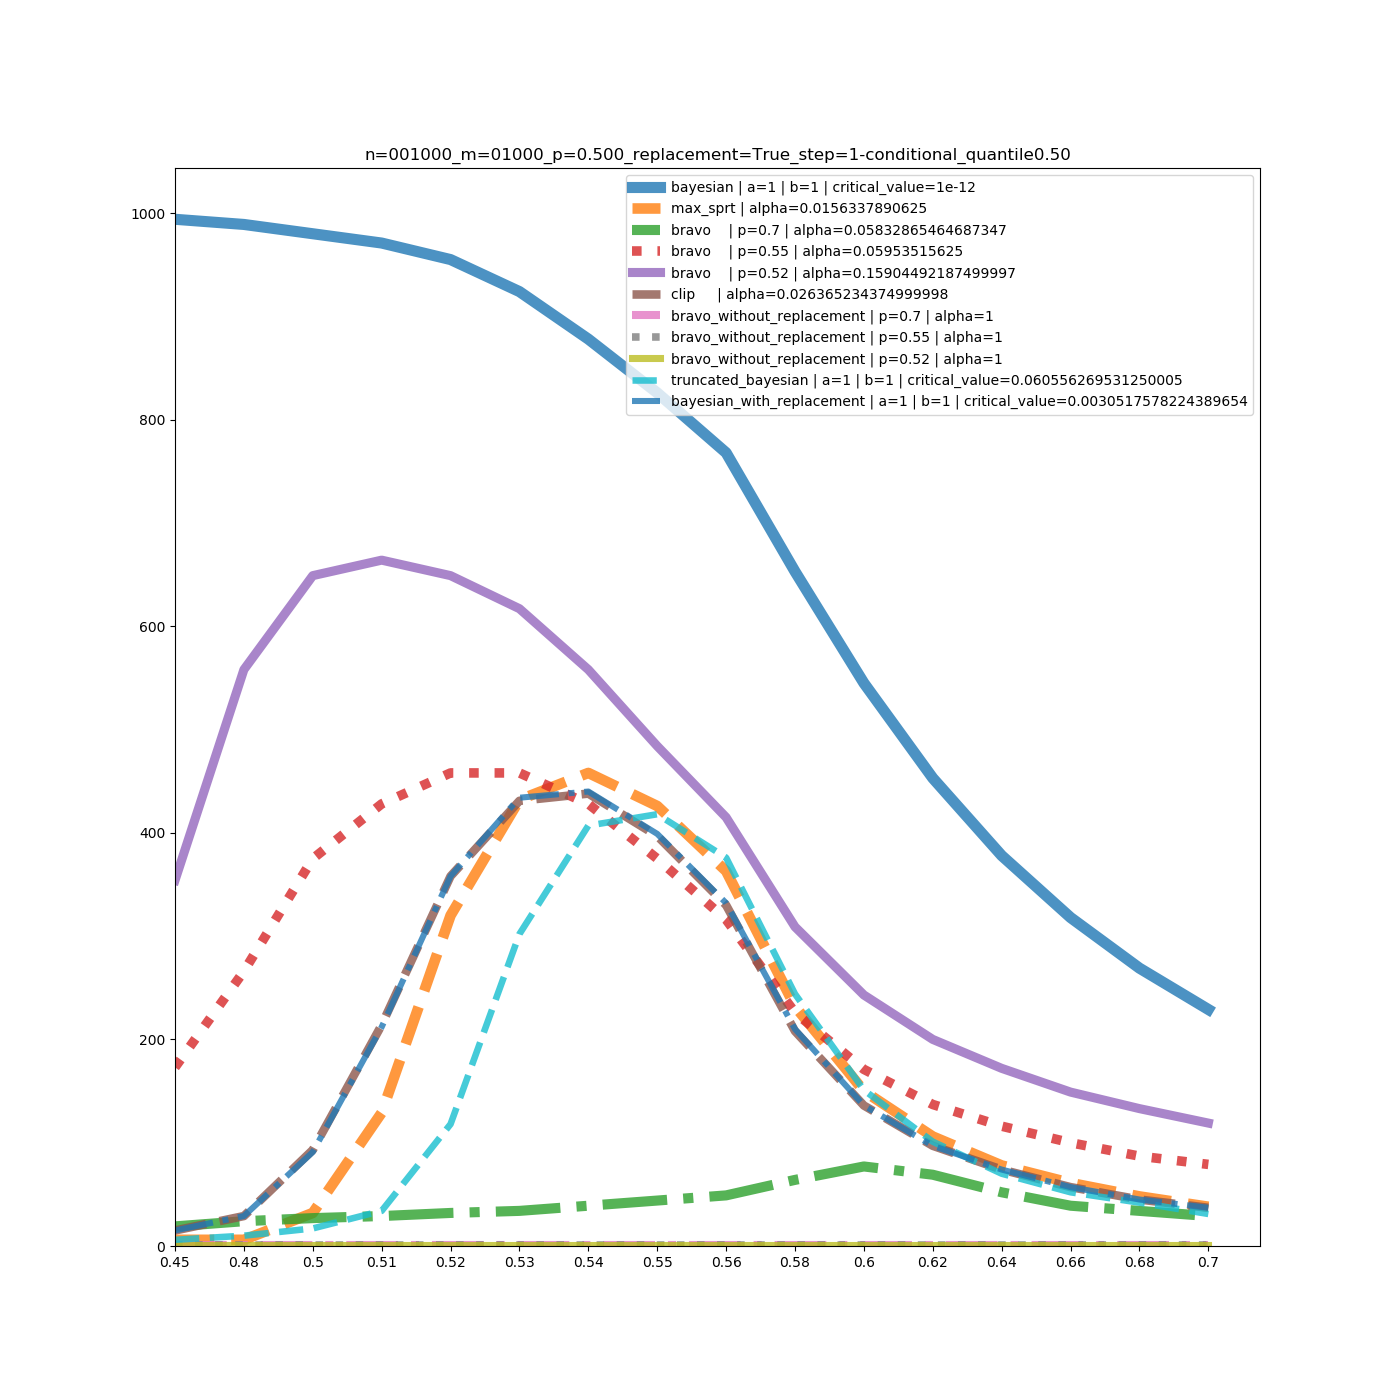 n=001000_m=01000_p=0.500_replacement=True_step=1-conditional_quantile0.50
bayesian | a=1 | b=1 | critical_value=1e-12
max_sprt | alpha=0.0156337890625
bravo    | p=0.7 | alpha=0.05832865464687347
bravo    | p=0.55 | alpha=0.05953515625
bravo    | p=0.52 | alpha=0.15904492187499997
clip     | alpha=0.026365234374999998
bravo_without_replacement | p=0.7 | alpha=1
bravo_without_replacement | p=0.55 | alpha=1
bravo_without_replacement | p=0.52 | alpha=1
truncated_bayesian | a=1 | b=1 | critical_value=0.060556269531250005
bayesian_with_replacement | a=1 | b=1 | critical_value=0.0030517578224389654
1000
800
600
400
200
0
0.45 0.48 0.5 0.51 0.52 0.53 0.54 0.55 0.56 0.58 0.6 0.62 0.64 0.66 0.68 0.7